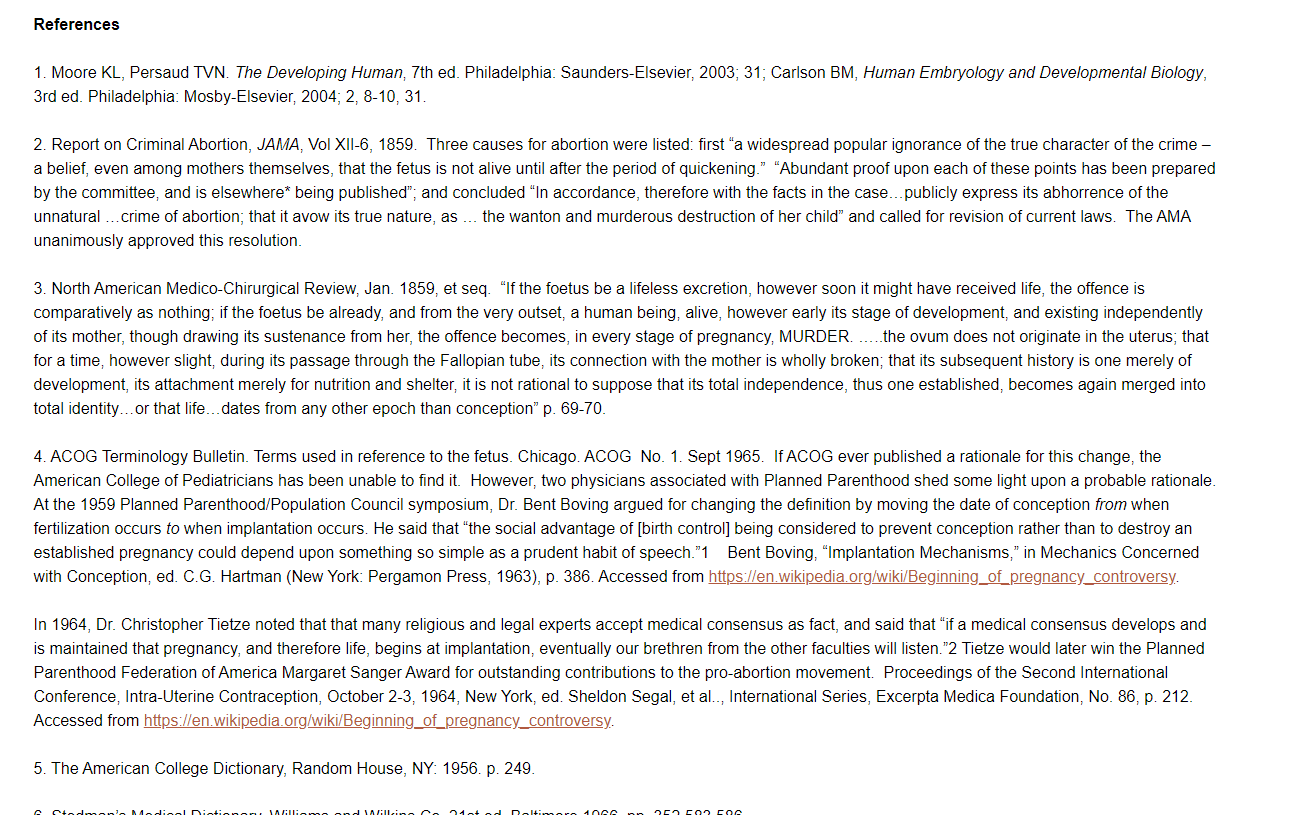 References
1. Moore KL, Persaud TVN. The Developing Human, 7th ed. Philadelphia: Saunders-Elsevier, 2003; 31; Carlson BM, Human Embryology and Developmental Biology,
3rd ed. Philadelphia: Mosby-Elsevier, 2004; 2, 8-10, 31.
2. Report on Criminal Abortion, JAMA, Vol XII-6, 1859.  Three causes for abortion were listed: first “a widespread popular ignorance of the true character of the crime –
a belief, even among mothers themselves, that the fetus is not alive until after the period of quickening.”  “Abundant proof upon each of these points has been prepared
by the committee, and is elsewhere* being published”; and concluded “In accordance, therefore with the facts in the case…publicly express its abhorrence of the
unnatural …crime of abortion; that it avow its true nature, as … the wanton and murderous destruction of her child” and called for revision of current laws.  The AMA
unanimously approved this resolution.
3. North American Medico-Chirurgical Review, Jan. 1859, et seq.  “If the foetus be a lifeless excretion, however soon it might have received life, the offence is
comparatively as nothing; if the foetus be already, and from the very outset, a human being, alive, however early its stage of development, and existing independently
of its mother, though drawing its sustenance from her, the offence becomes, in every stage of pregnancy, MURDER. …..the ovum does not originate in the uterus; that
for a time, however slight, during its passage through the Fallopian tube, its connection with the mother is wholly broken; that its subsequent history is one merely of
development, its attachment merely for nutrition and shelter, it is not rational to suppose that its total independence, thus one established, becomes again merged into
total identity…or that life…dates from any other epoch than conception” p. 69-70.
4. ACOG Terminology Bulletin. Terms used in reference to the fetus. Chicago. ACOG  No. 1. Sept 1965.  If ACOG ever published a rationale for this change, the
American College of Pediatricians has been unable to find it.  However, two physicians associated with Planned Parenthood shed some light upon a probable rationale.
At the 1959 Planned Parenthood/Population Council symposium, Dr. Bent Boving argued for changing the definition by moving the date of conception from when
fertilization occurs to when implantation occurs. He said that “the social advantage of [birth control] being considered to prevent conception rather than to destroy an
established pregnancy could depend upon something so simple as a prudent habit of speech.”1    Bent Boving, “Implantation Mechanisms,” in Mechanics Concerned
with Conception, ed. C.G. Hartman (New York: Pergamon Press, 1963), p. 386. Accessed from https://en.wikipedia.org/wiki/Beginning_of_pregnancy_controversy.
In 1964, Dr. Christopher Tietze noted that that many religious and legal experts accept medical consensus as fact, and said that “if a medical consensus develops and
is maintained that pregnancy, and therefore life, begins at implantation, eventually our brethren from the other faculties will listen.”2 Tietze would later win the Planned
Parenthood Federation of America Margaret Sanger Award for outstanding contributions to the pro-abortion movement.  Proceedings of the Second International
Conference, Intra-Uterine Contraception, October 2-3, 1964, New York, ed. Sheldon Segal, et al.., International Series, Excerpta Medica Foundation, No. 86, p. 212.
Accessed from https://en.wikipedia.org/wiki/Beginning_of_pregnancy_controversy.
5. The American College Dictionary, Random House, NY: 1956. p. 249.